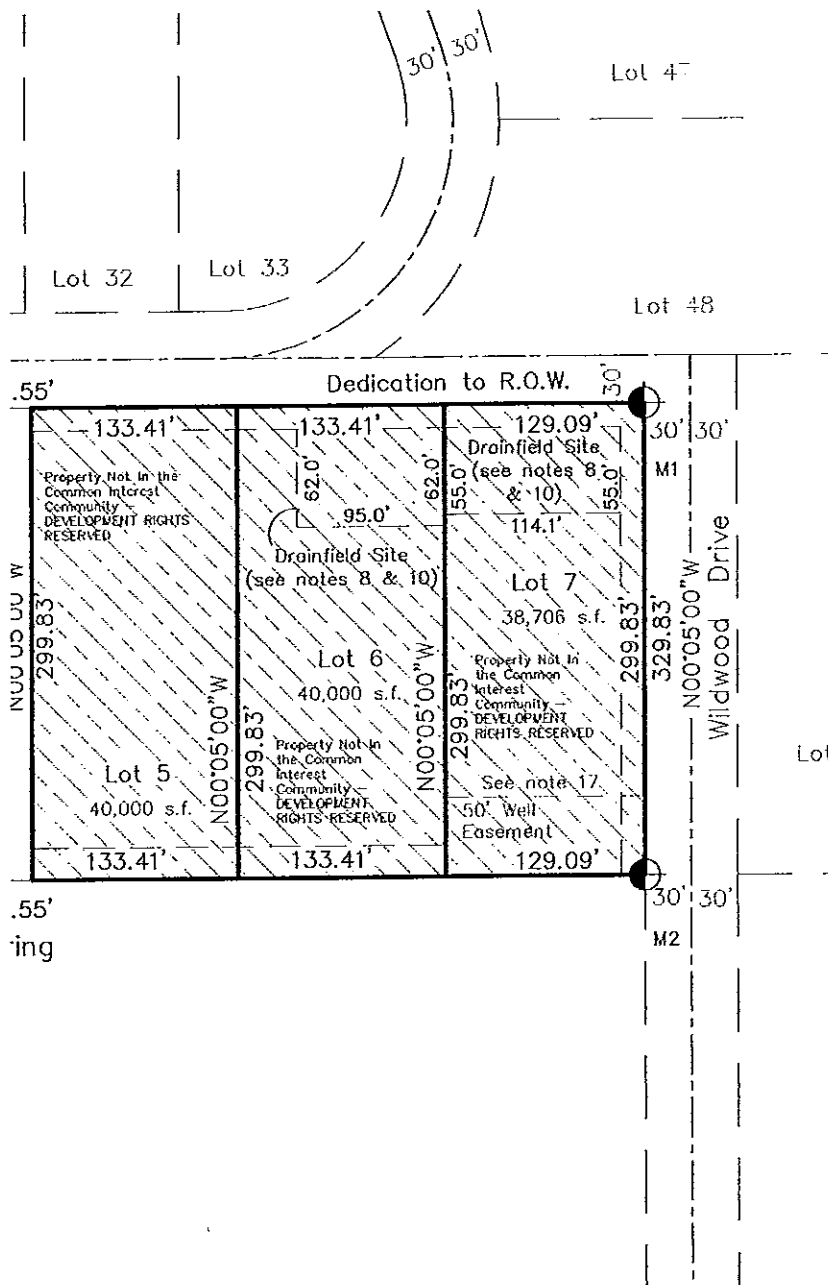 30' 30'
Lot 47
Lot 32
Lot 33
Lot 48
.55'
Dedication to R.O.W.
30'
133.41'
133.41'
129.09'
30' 30'
M1
Property Not In the
Common Interest
Community –
DEVELOPMENT RIGHTS
RESERVED
62.0'
62.0'
95.0'
Drainfield Site
(see notes 8 & 10)
Drainfield Site
(see notes 8
& 10)
55.0'
55.0'
114.1'
N00°05'00"W
299.83'
Lot 5
40,000 s.f.
133.41'
N00°05'00"W
299.83'
Lot 6
40,000 s.f.
Property Not In
the Common
Interest
Community –
DEVELOPMENT
RIGHTS RESERVED
133.41'
N00°05'00"W
299.83'
Lot 7
38,706 s.f.
Property Not In
the Common
Interest
Community –
DEVELOPMENT
RIGHTS RESERVED
See note 17
50' Well
Easement
129.09'
299.83'
329.83'
N00°05'00"W
Wildwood Drive
Lot
.55'
30' 30'
M2
ring